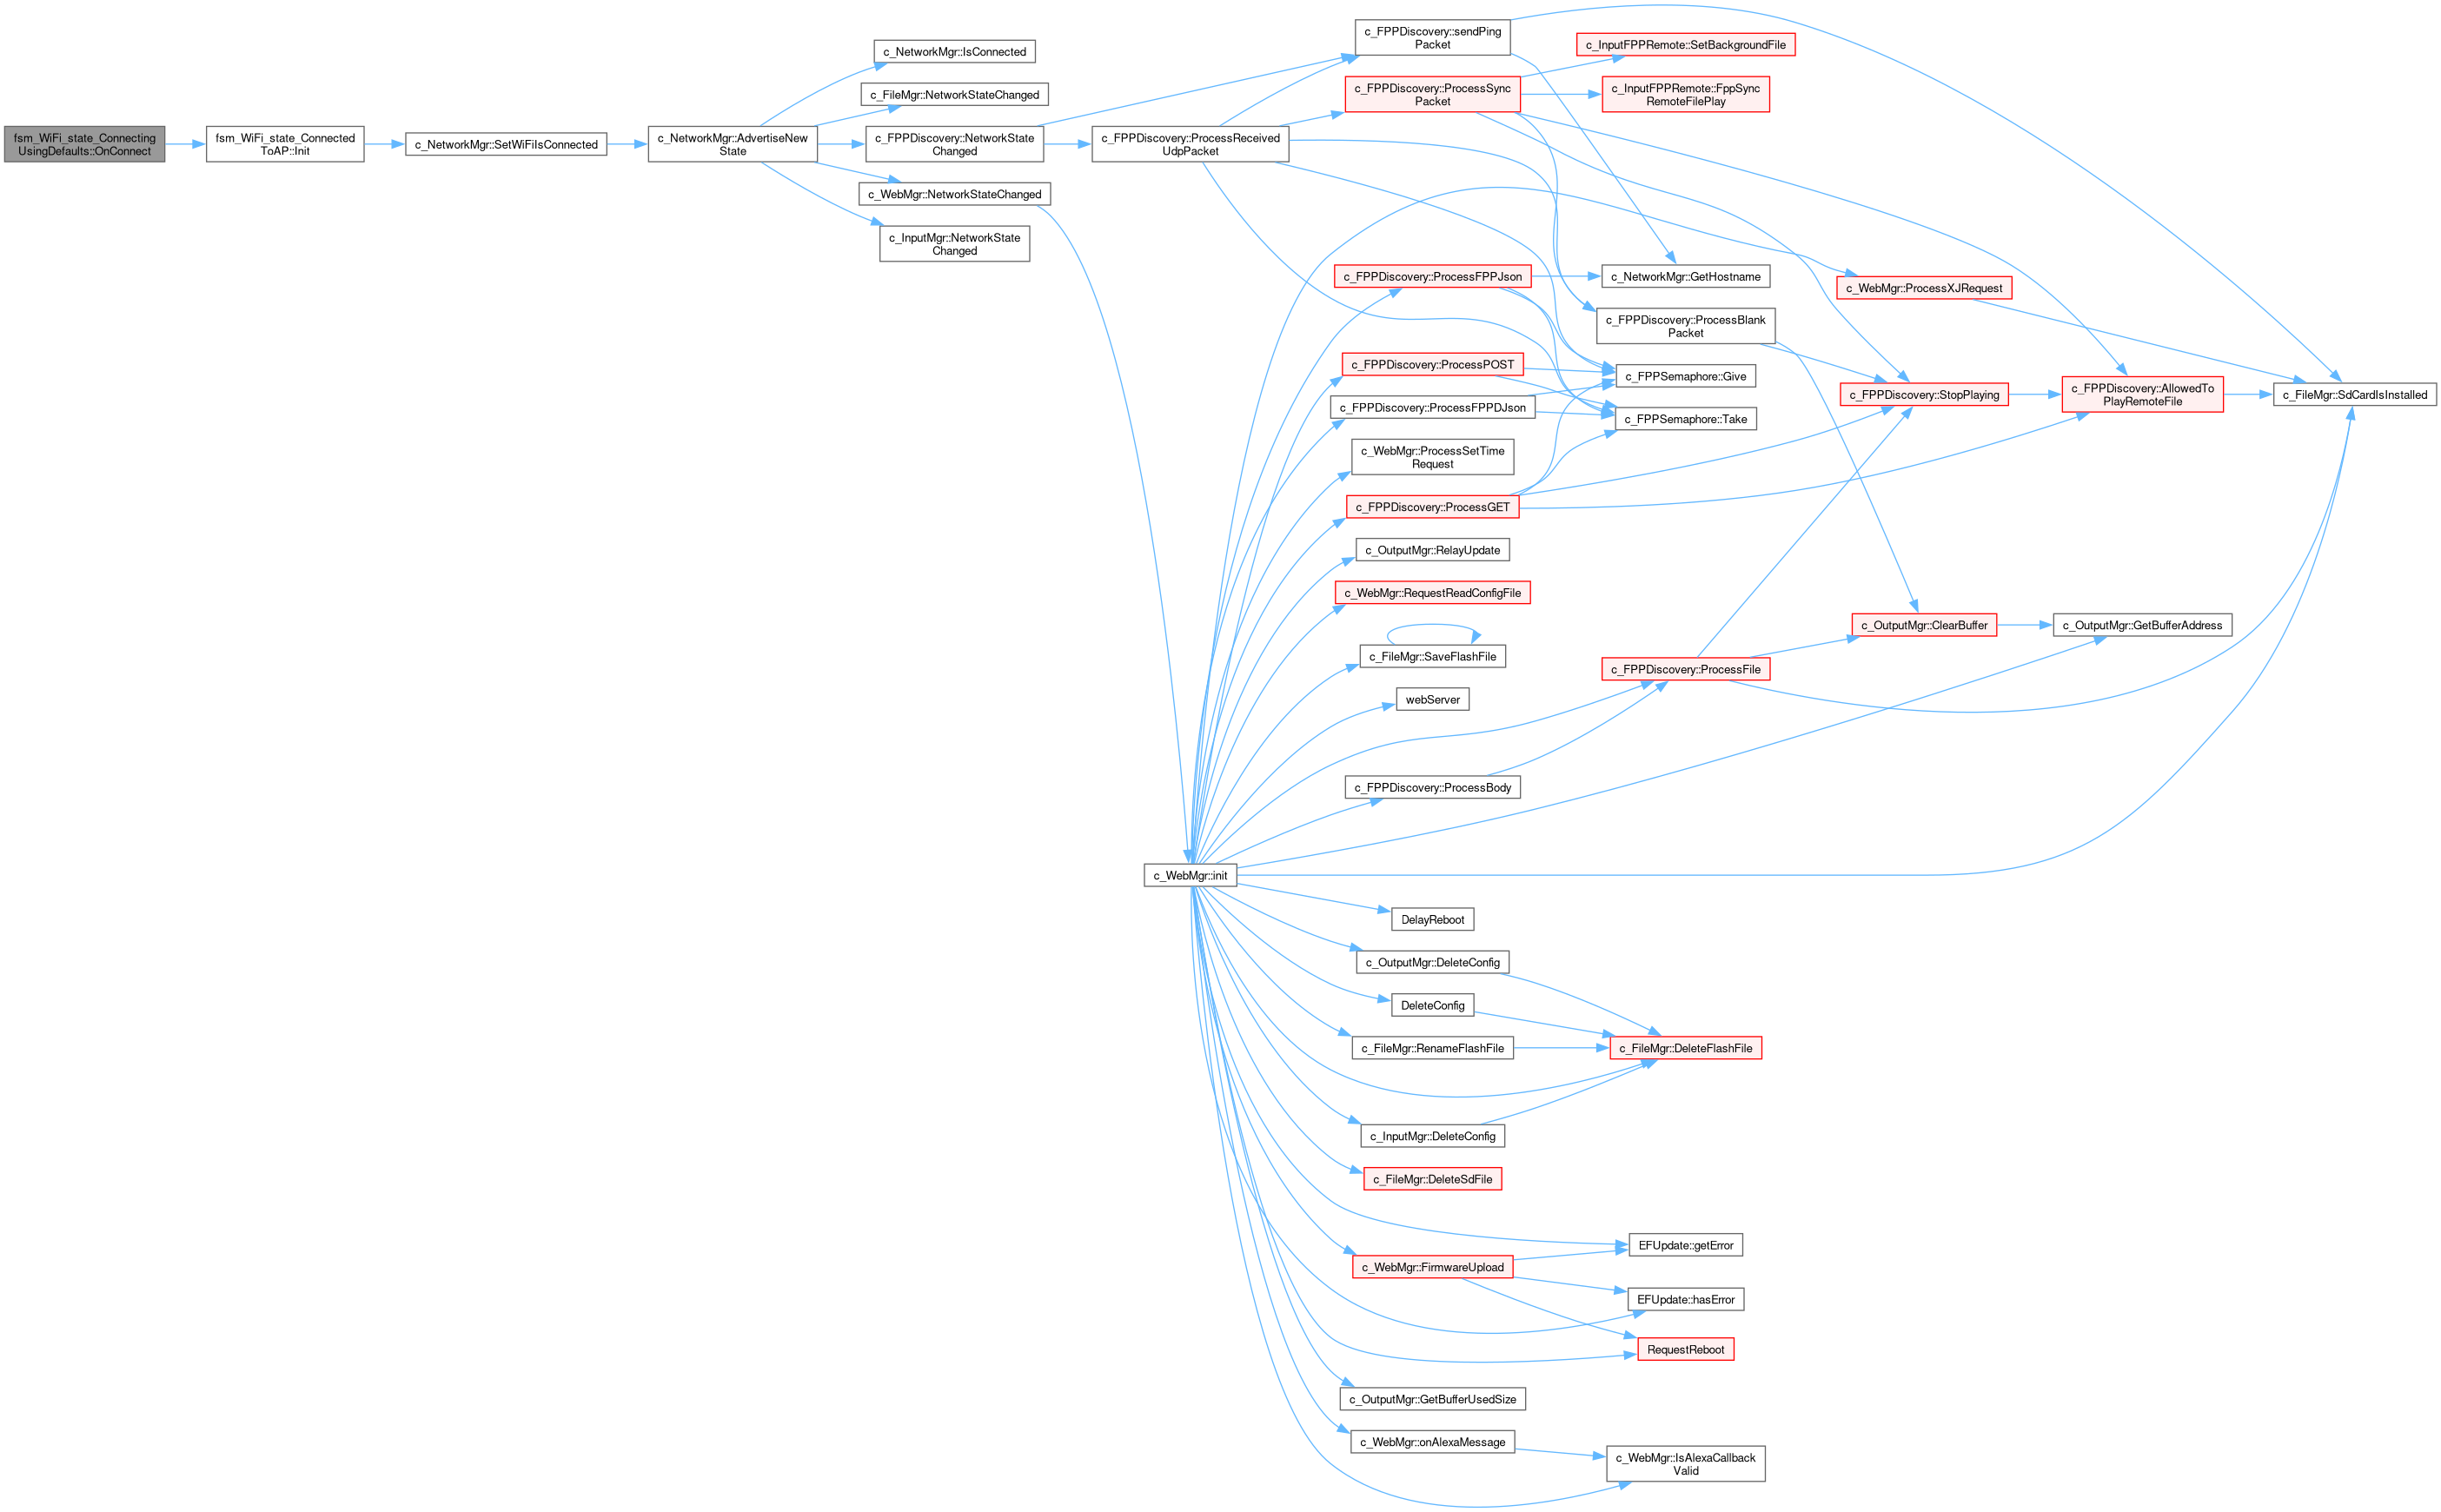 fsm_WiFi_state_Connecting
UsingDefaults::OnConnect
fsm_WiFi_state_Connected
ToAP::Init
c_NetworkMgr::SetWiFiIsConnected
c_NetworkMgr::AdvertiseNew
State
c_NetworkMgr::IsConnected
c_FileMgr::NetworkStateChanged
c_FPPDiscovery::NetworkState
Changed
c_WebMgr::NetworkStateChanged
c_InputMgr::NetworkState
Changed
c_FPPDiscovery::ProcessReceived
UdpPacket
c_WebMgr::init
c_FPPDiscovery::sendPing
Packet
c_FPPDiscovery::ProcessSync
Packet
c_FPPDiscovery::ProcessFPPJson
c_FPPDiscovery::ProcessPOST
c_FPPDiscovery::ProcessFPPDJson
c_WebMgr::ProcessSetTime
Request
c_FPPDiscovery::ProcessGET
c_OutputMgr::RelayUpdate
c_WebMgr::RequestReadConfigFile
c_FileMgr::SaveFlashFile
webServer
c_FPPDiscovery::ProcessBody
DelayReboot
c_OutputMgr::DeleteConfig
DeleteConfig
c_FileMgr::RenameFlashFile
c_InputMgr::DeleteConfig
c_FileMgr::DeleteSdFile
c_WebMgr::FirmwareUpload
c_OutputMgr::GetBufferUsedSize
c_WebMgr::onAlexaMessage
c_InputFPPRemote::SetBackgroundFile
c_InputFPPRemote::FppSync
RemoteFilePlay
c_NetworkMgr::GetHostname
c_FPPDiscovery::ProcessBlank
Packet
c_FPPSemaphore::Give
c_FPPSemaphore::Take
c_FPPDiscovery::ProcessFile
c_FileMgr::DeleteFlashFile
EFUpdate::getError
EFUpdate::hasError
RequestReboot
c_WebMgr::IsAlexaCallback
Valid
c_WebMgr::ProcessXJRequest
c_FPPDiscovery::StopPlaying
c_OutputMgr::ClearBuffer
c_FPPDiscovery::AllowedTo
PlayRemoteFile
c_OutputMgr::GetBufferAddress
c_FileMgr::SdCardIsInstalled